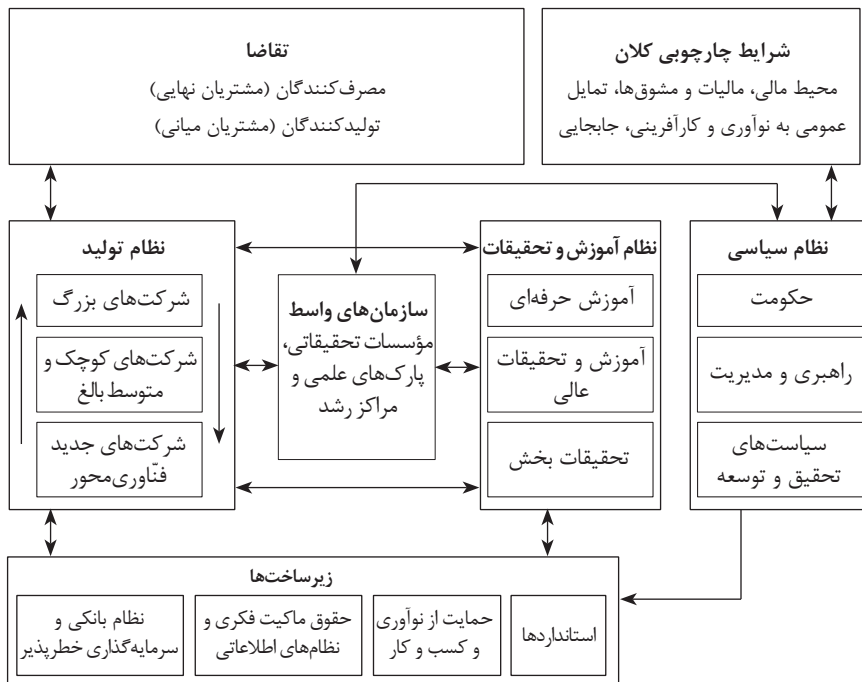 تقاضا
مصرف‌کنندگان (مشتریان نهایی)
تولیدکنندگان (مشتریان میانی)
شرایط چارچوبی کلان
محیط مالی، مالیات و مشوق‌ها، تمایل
عمومی به نوآوری و کارآفرینی، جابجایی
نظام سیاسی
حکومت
راهبری و مدیریت
سیاست‌های
تحقیق و توسعه
نظام آموزش و تحقیقات
آموزش حرفه‌ای
آموزش و تحقیقات
عالی
تحقیقات بخش
سازمان‌های واسط
مؤسسات تحقیقاتی،
پارک‌های علمی و
مراکز رشد
نظام تولید
شرکت‌های بزرگ
شرکت‌های کوچک و
متوسط بالغ
شرکت‌های جدید
فنّاوری‌محور
زیرساخت‌ها
استانداردها
حمایت از نوآوری
و کسب و کار
حقوق ماکیت فکری و
نظام‌های اطلاعاتی
نظام بانکی و
سرمایه‌گذاری خطرپذیر